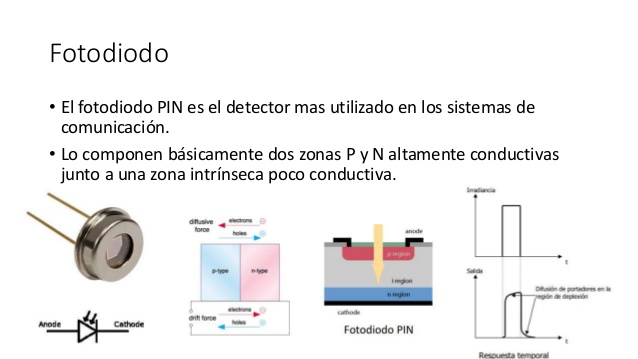 Fotodiodo
• El fotodiodo PIN es el detector mas utilizado en los sistemas de
comunicación.
• Lo componen básicamente dos zonas P y N altamente conductivas
junto a una zona intrínseca poco conductiva.
Anode
Cathode
diffusive
force
electrons
holes
p-type
n-type
drift force
electrons
holes
anode
p region
i region
n region
cathode
Fotodiodo PIN
Irradiancia
t
Salida
Difusión de portadores en la
región de deplexión
t
Respuesta temporal